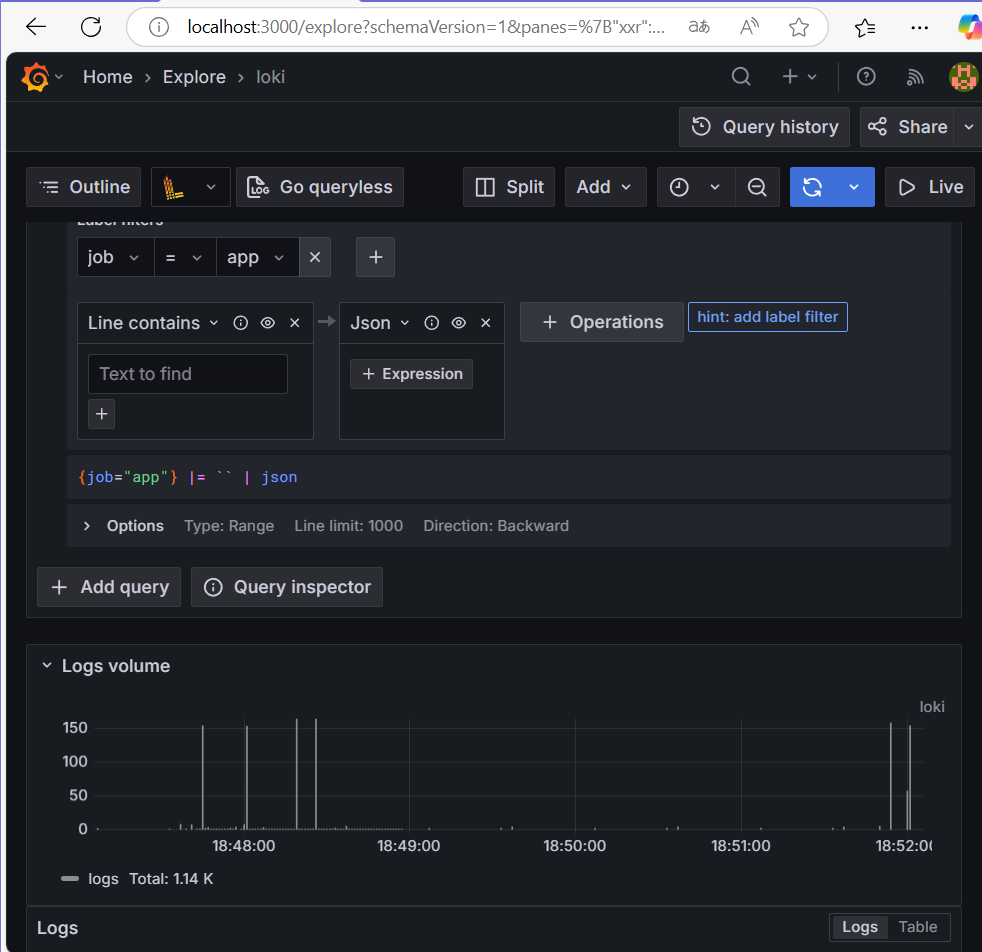 localhost:3000/explore?schemaVersion=1&panes=%7B"xxr":... aあ A
Home › Explore › loki
Query history Share
Outline LOG Go queryless Split Add Live
Label filters
job = app
Line contains Json + Operations hint: add label filter
Text to find + Expression
+
{job="app"} |= `` | json
Options Type: Range Line limit: 1000 Direction: Backward
+ Add query Query inspector
Logs volume
loki
150
100
50
0
18:48:00 18:49:00 18:50:00 18:51:00 18:52:0
logs Total: 1.14 K
Logs Logs Table